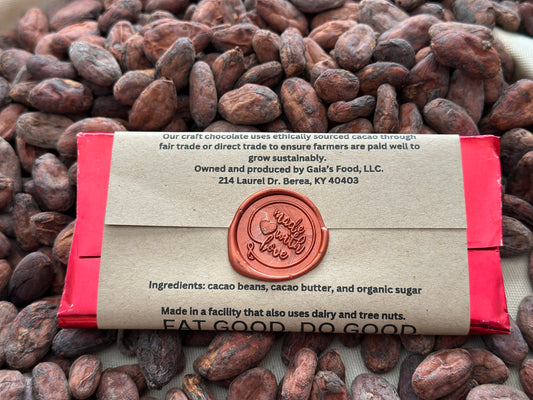 Our craft chocolate uses ethically sourced cacao through
fair trade or direct trade to ensure farmers are paid well to
grow sustainably.
Owned and produced by Gaia's Food, LLC.
214 Laurel Dr. Berea, KY 40403
made
with
love
Ingredients: cacao beans, cacao butter, and organic sugar
Made in a facility that also uses dairy and tree nuts.
EAT GOOD DO GOOD